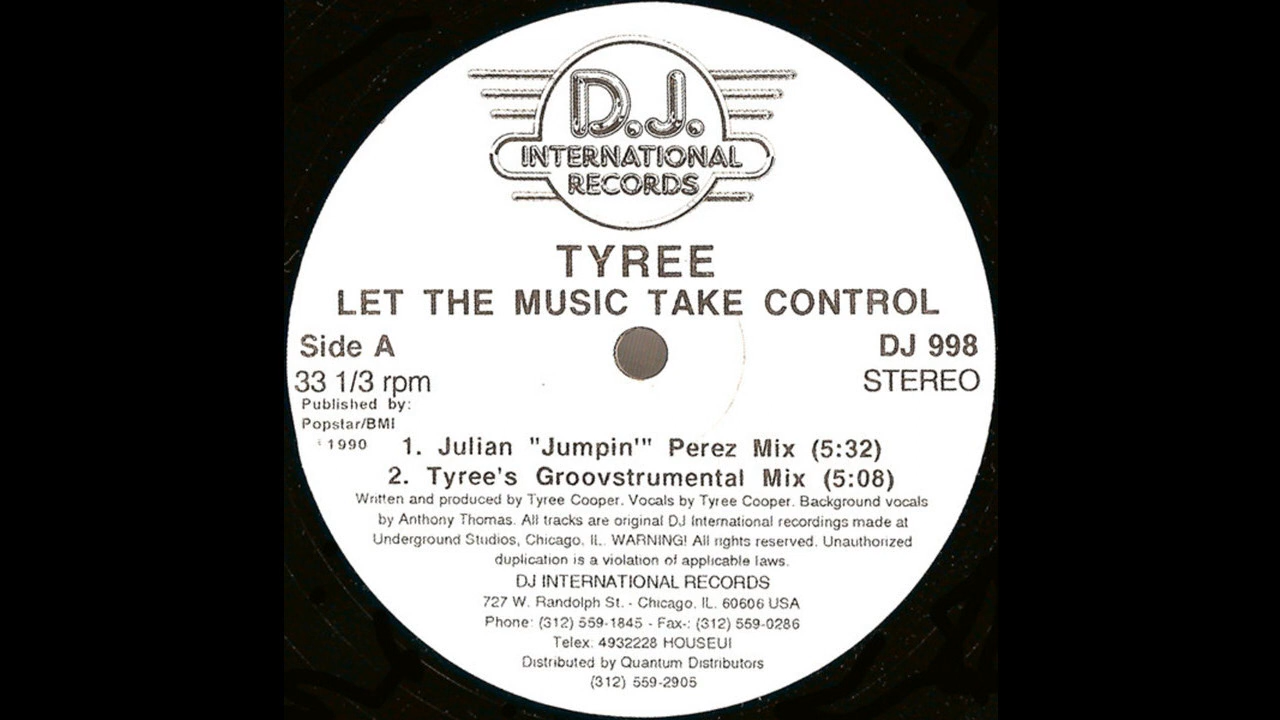 D.J.
INTERNATIONAL
RECORDS
TYREE
LET THE MUSIC TAKE CONTROL
Side A
DJ 998
33 1/3 rpm
STEREO
Published by:
Popstar/BMI
1990
1. Julian "Jumpin'" Perez Mix (5:32)
2. Tyree's Groovstrumental Mix (5:08)
Written and produced by Tyree Cooper. Vocals by Tyree Cooper. Background vocals
by Anthony Thomas. All tracks are original DJ International recordings made at
Underground Studios, Chicago, IL. WARNING! All rights reserved. Unauthorized
duplication is a violation of applicable laws.
DJ INTERNATIONAL RECORDS
727 W. Randolph St. - Chicago, IL. 60606 USA
Phone: (312) 559-1845 - Fax-: (312) 559-0286
Telex: 4932228 HOUSEUI
Distributed by Quantum Distributors
(312) 559-2905